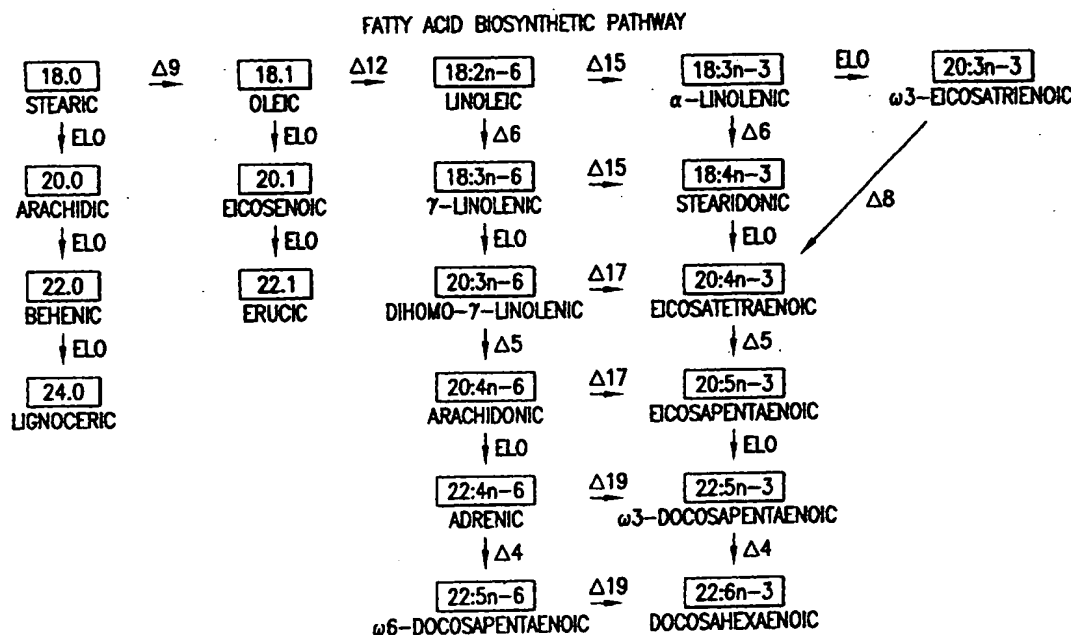 FATTY ACID BIOSYNTHETIC PATHWAY
18.0 Δ9 18.1 Δ12 18:2n-6 Δ15 18:3n-3 ELO 20:3n-3
STEARIC OLEIC LINOLEIC α-LINOLENIC ω3-EICOSATRIENOIC
ELO ELO Δ6 Δ6
20.0 20.1 18:3n-6 Δ15 18:4n-3 Δ8
ARACHIDIC EICOSENOIC γ-LINOLENIC STEARIDONIC
ELO ELO ELO ELO
22.0 22.1 20:3n-6 Δ17 20:4n-3
BEHENIC ERUCIC DIHOMO-γ-LINOLENIC EICOSATETRAENOIC
ELO Δ5 Δ5
24.0 20:4n-6 Δ17 20:5n-3
LIGNOCERIC ARACHIDONIC EICOSAPENTAENOIC
ELO ELO
22:4n-6 Δ19 22:5n-3
ADRENIC ω3-DOCOSAPENTAENOIC
Δ4 Δ4
22:5n-6 Δ19 22:6n-3
ω6-DOCOSAPENTAENOIC DOCOSAHEXAENOIC